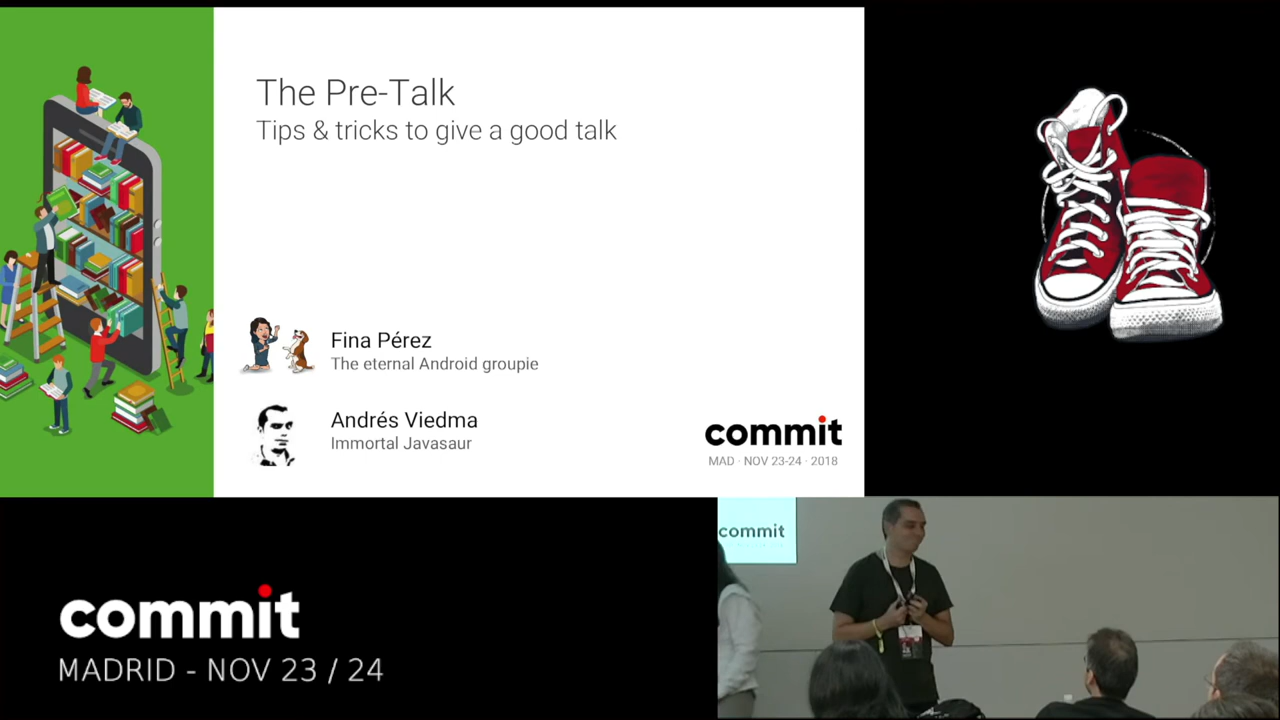 The Pre-Talk
Tips & tricks to give a good talk
Fina Pérez
The eternal Android groupie
Andrés Viedma
Immortal Javasaur
commit
MAD · NOV 23-24 · 2018
commit
MADRID - NOV 23 / 24
commit